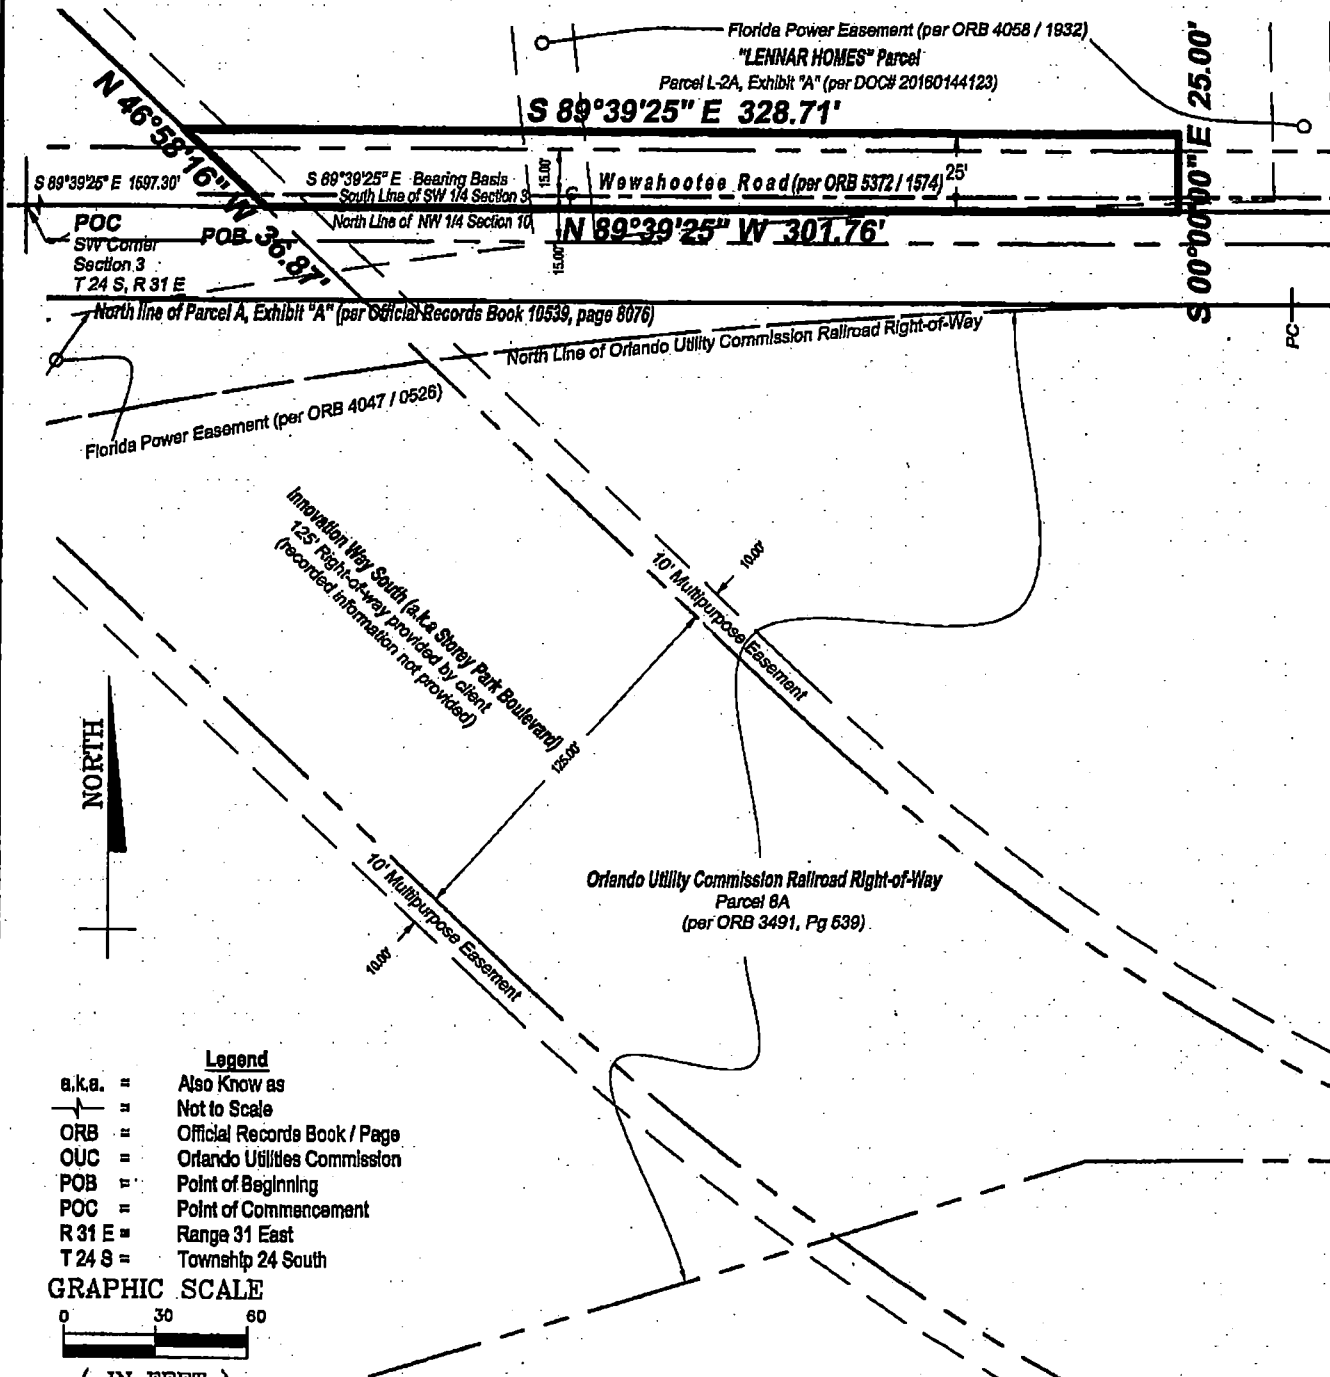 Florida Power Easement (per ORB 4058 / 1932)
"LENNAR HOMES" Parcel
Parcel L-2A, Exhibit "A" (per DOC# 20160144123)
S 89°39'25" E 328.71'
S 00°00'00" E 25.00'
N 46°58'16" W 36.87'
S 89°39'25" E 1597.30'
S 89°39'25" E Bearing Basis
South Line of SW 1/4 Section 3
North Line of NW 1/4 Section 10
15.00'
15.00'
Wewahootee Road (per ORB 5372 / 1574)
25'
N 89°39'25" W 301.76'
POC
SW Corner
Section 3
T 24 S, R 31 E
POB
North line of Parcel A, Exhibit "A" (per Official Records Book 10539, page 8076)
PC
North Line of Orlando Utility Commission Railroad Right-of-Way
Florida Power Easement (per ORB 4047 / 0526)
Innovation Way South (a.k.a Storey Park Boulevard)
125' Right-of-way provided by client
(recorded information not provided)
10.00'
10' Multipurpose Easement
125.00'
NORTH
10' Multipurpose Easement
10.00'
Orlando Utility Commission Railroad Right-of-Way
Parcel 6A
(per ORB 3491, Pg 539)
Legend
a.k.a. = Also Know as
= Not to Scale
ORB = Official Records Book / Page
OUC = Orlando Utilities Commission
POB = Point of Beginning
POC = Point of Commencement
R 31 E = Range 31 East
T 24 S = Township 24 South
GRAPHIC SCALE
0 30 60
( IN FEET )